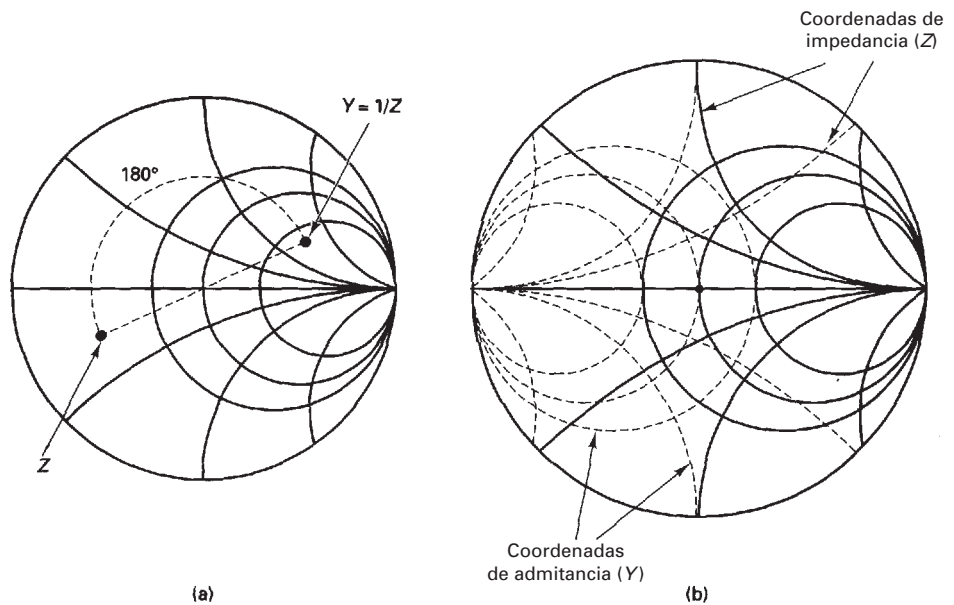 Y = 1/Z
180°
Z
(a)
Coordenadas de
impedancia (Z)
Coordenadas
de admitancia (Y)
(b)